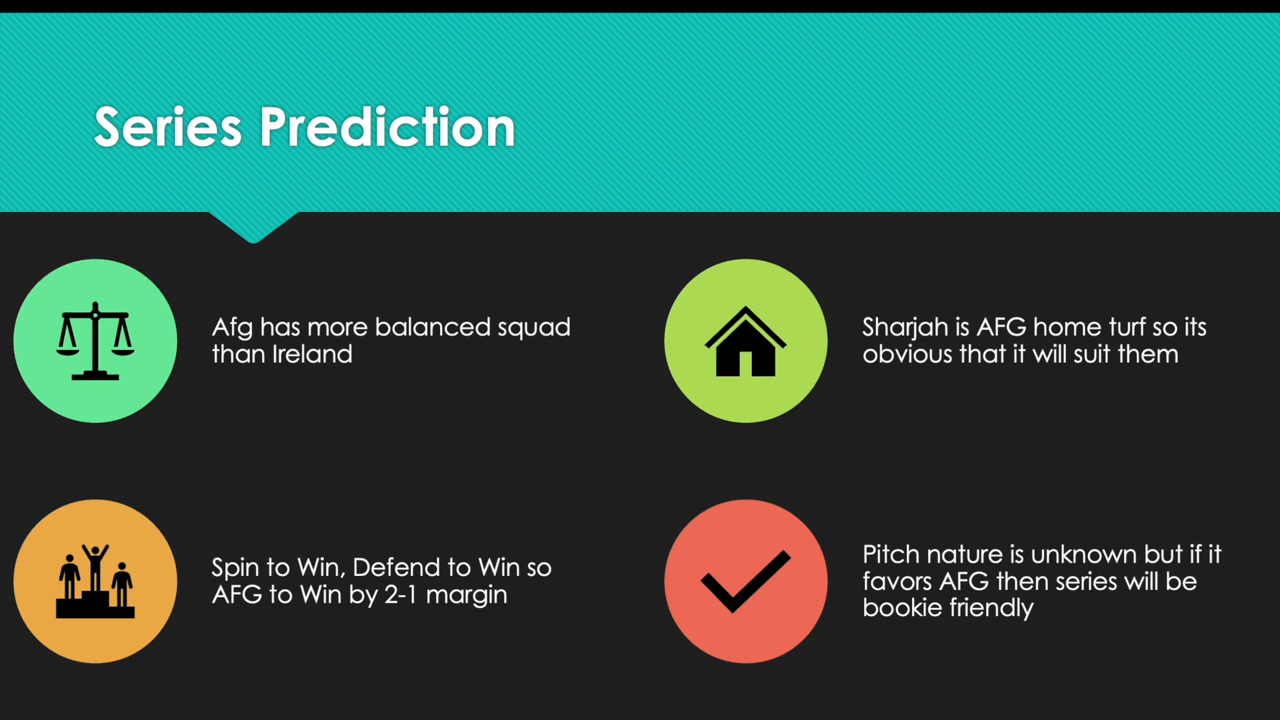 Series Prediction
Afg has more balanced squad
than Ireland
Sharjah is AFG home turf so its
obvious that it will suit them
Spin to Win, Defend to Win so
AFG to Win by 2-1 margin
Pitch nature is unknown but if it
favors AFG then series will be
bookie friendly